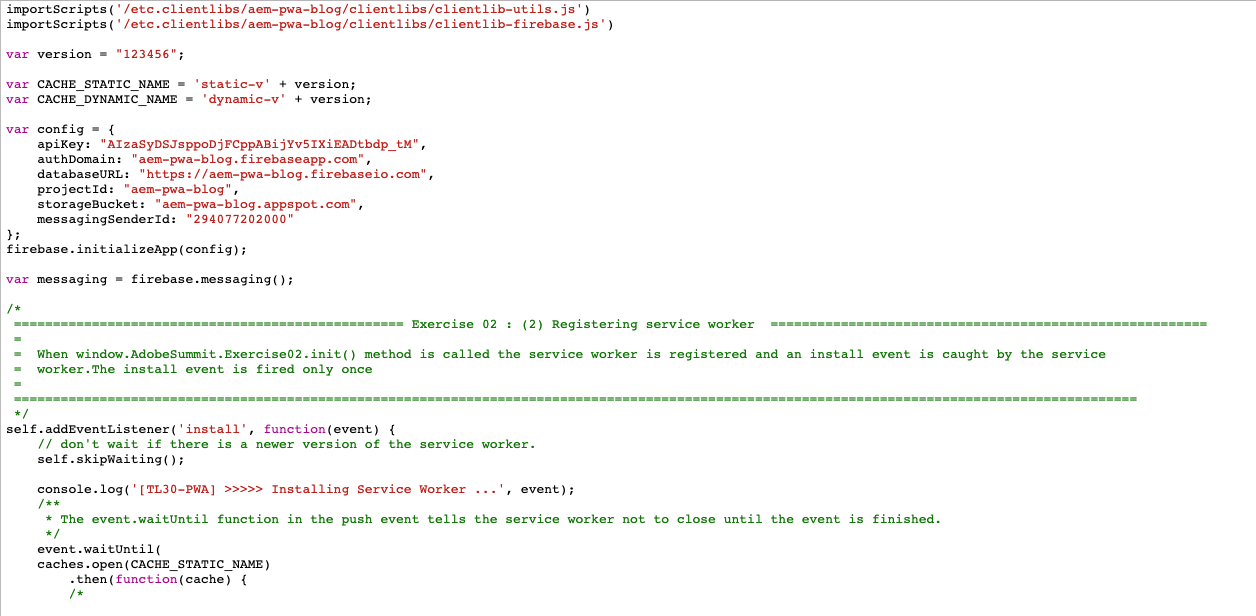 importScripts('/etc.clientlibs/aem-pwa-blog/clientlibs/clientlib-utils.js')
importScripts('/etc.clientlibs/aem-pwa-blog/clientlibs/clientlib-firebase.js')
var version = "123456";
var CACHE_STATIC_NAME = 'static-v' + version;
var CACHE_DYNAMIC_NAME = 'dynamic-v' + version;
var config = {
    apiKey: "AIzaSyDSJsppoDjFCppABijYv5IXiEADtbdp_tM",
    authDomain: "aem-pwa-blog.firebaseapp.com",
    databaseURL: "https://aem-pwa-blog.firebaseio.com",
    projectId: "aem-pwa-blog",
    storageBucket: "aem-pwa-blog.appspot.com",
    messagingSenderId: "294077202000"
};
firebase.initializeApp(config);
var messaging = firebase.messaging();
/*
 ================================================== Exercise 02 : (2) Registering service worker  ========================================================
 =
 =  When window.AdobeSummit.Exercise02.init() method is called the service worker is registered and an install event is caught by the service
 =  worker.The install event is fired only once
 =
 ================================================================================================================================================
 */
self.addEventListener('install', function(event) {
    // don't wait if there is a newer version of the service worker.
    self.skipWaiting();
    console.log('[TL30-PWA] >>>>> Installing Service Worker ...', event);
    /**
     * The event.waitUntil function in the push event tells the service worker not to close until the event is finished.
     */
    event.waitUntil(
    caches.open(CACHE_STATIC_NAME)
        .then(function(cache) {
        /*